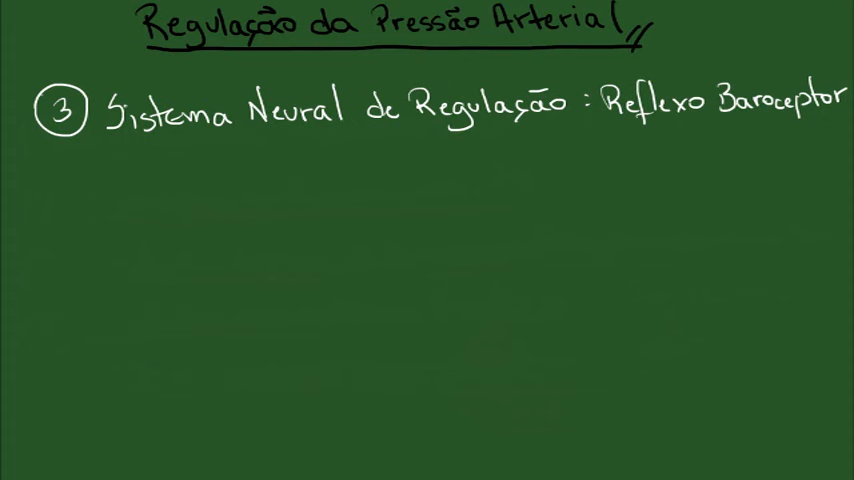 Regulação da Pressão Arterial
3 Sistema Neural de Regulação : Reflexo Baroceptor